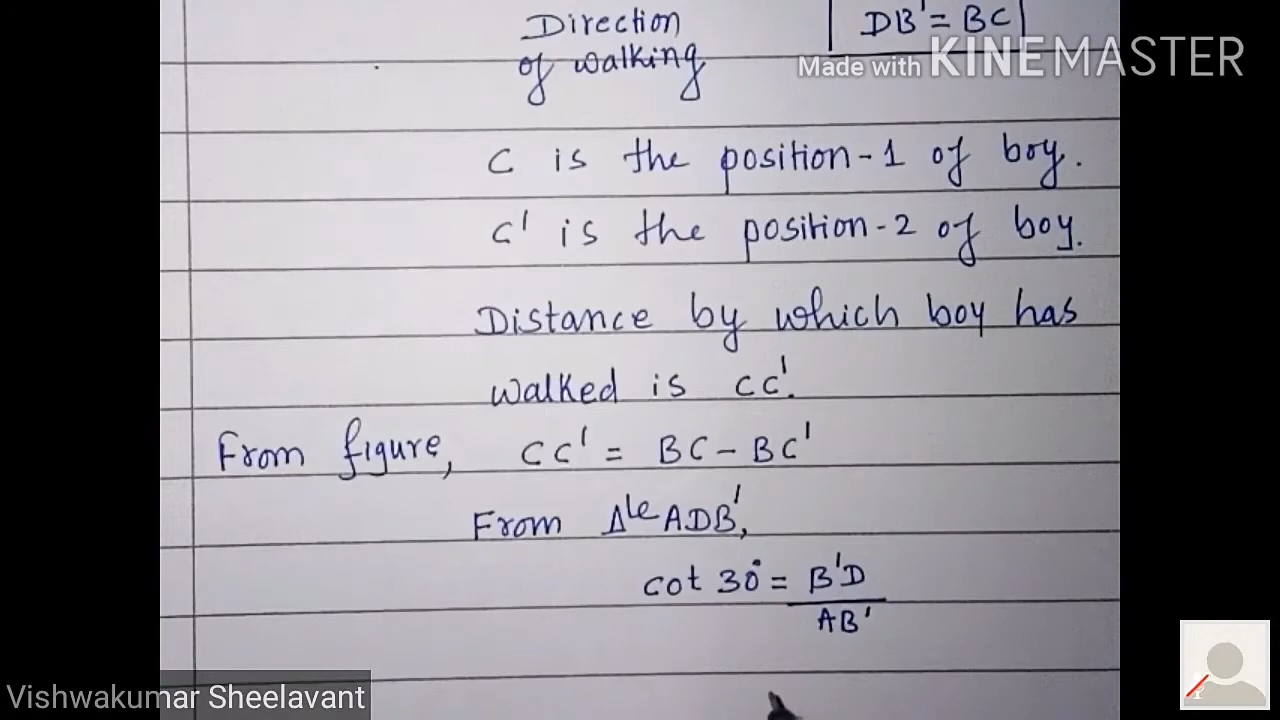 Direction
of walking
DB' = BC
Made with KINEMASTER
C is the position-1 of boy.
C' is the position-2 of boy.
Distance by which boy has
walked is CC'.
From figure, CC' = BC - BC'
From Δle ADB',
cot 30° = B'D
AB'
Vishwakumar Sheelavant